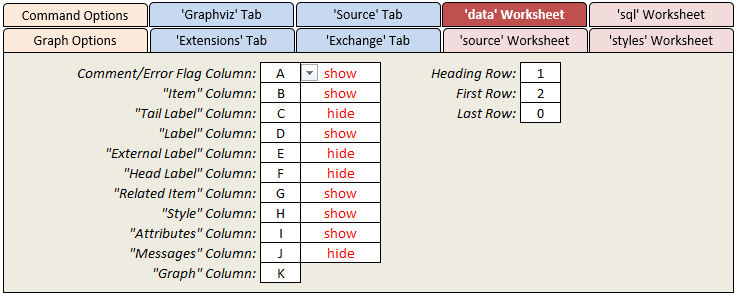 Command Options 'Graphviz' Tab 'Source' Tab 'data' Worksheet 'sql' Worksheet
Graph Options 'Extensions' Tab 'Exchange' Tab 'source' Worksheet 'styles' Worksheet
Comment/Error Flag Column: A show Heading Row: 1
"Item" Column: B show First Row: 2
"Tail Label" Column: C hide Last Row: 0
"Label" Column: D show
"External Label" Column: E hide
"Head Label" Column: F hide
"Related Item" Column: G show
"Style" Column: H show
"Attributes" Column: I show
"Messages" Column: J hide
"Graph" Column: K